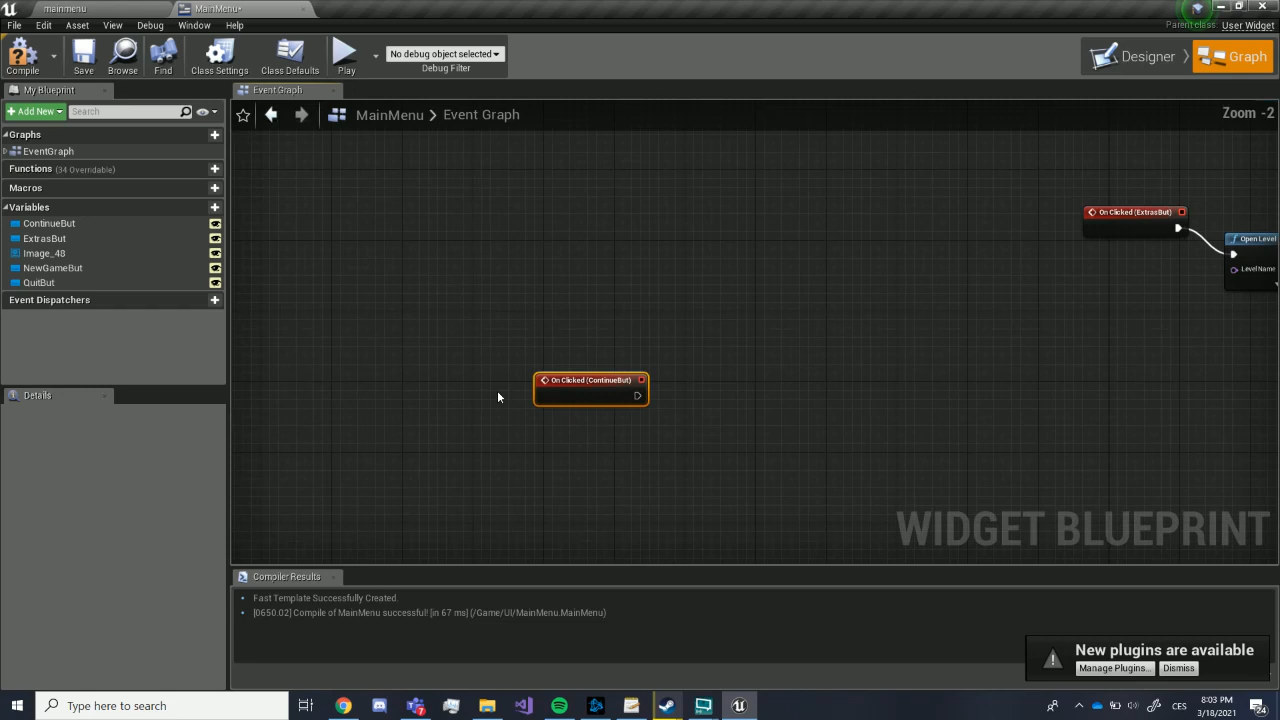 mainmenu
MainMenu*
File Edit Asset View Debug Window Help
Parent class: User Widget
Compile
Save
Browse
Find
Class Settings
Class Defaults
Play
No debug object selected
Debug Filter
Designer
Graph
My Blueprint
Event Graph
Add New
Search
MainMenu
Event Graph
Zoom -2
Graphs
EventGraph
Functions (34 Overridable)
Macros
Variables
ContinueBut
ExtrasBut
Image_48
NewGameBut
QuitBut
Event Dispatchers
Details
On Clicked (ExtrasBut)
Open Level
LevelName
On Clicked (ContinueBut)
WIDGET BLUEPRINT
Compiler Results
Fast Template Successfully Created.
[0650.02] Compile of MainMenu successful! [in 67 ms] (/Game/UI/MainMenu.MainMenu)
New plugins are available
Manage Plugins... Dismiss
Type here to search
7
CES
8:03 PM
3/18/2021
24